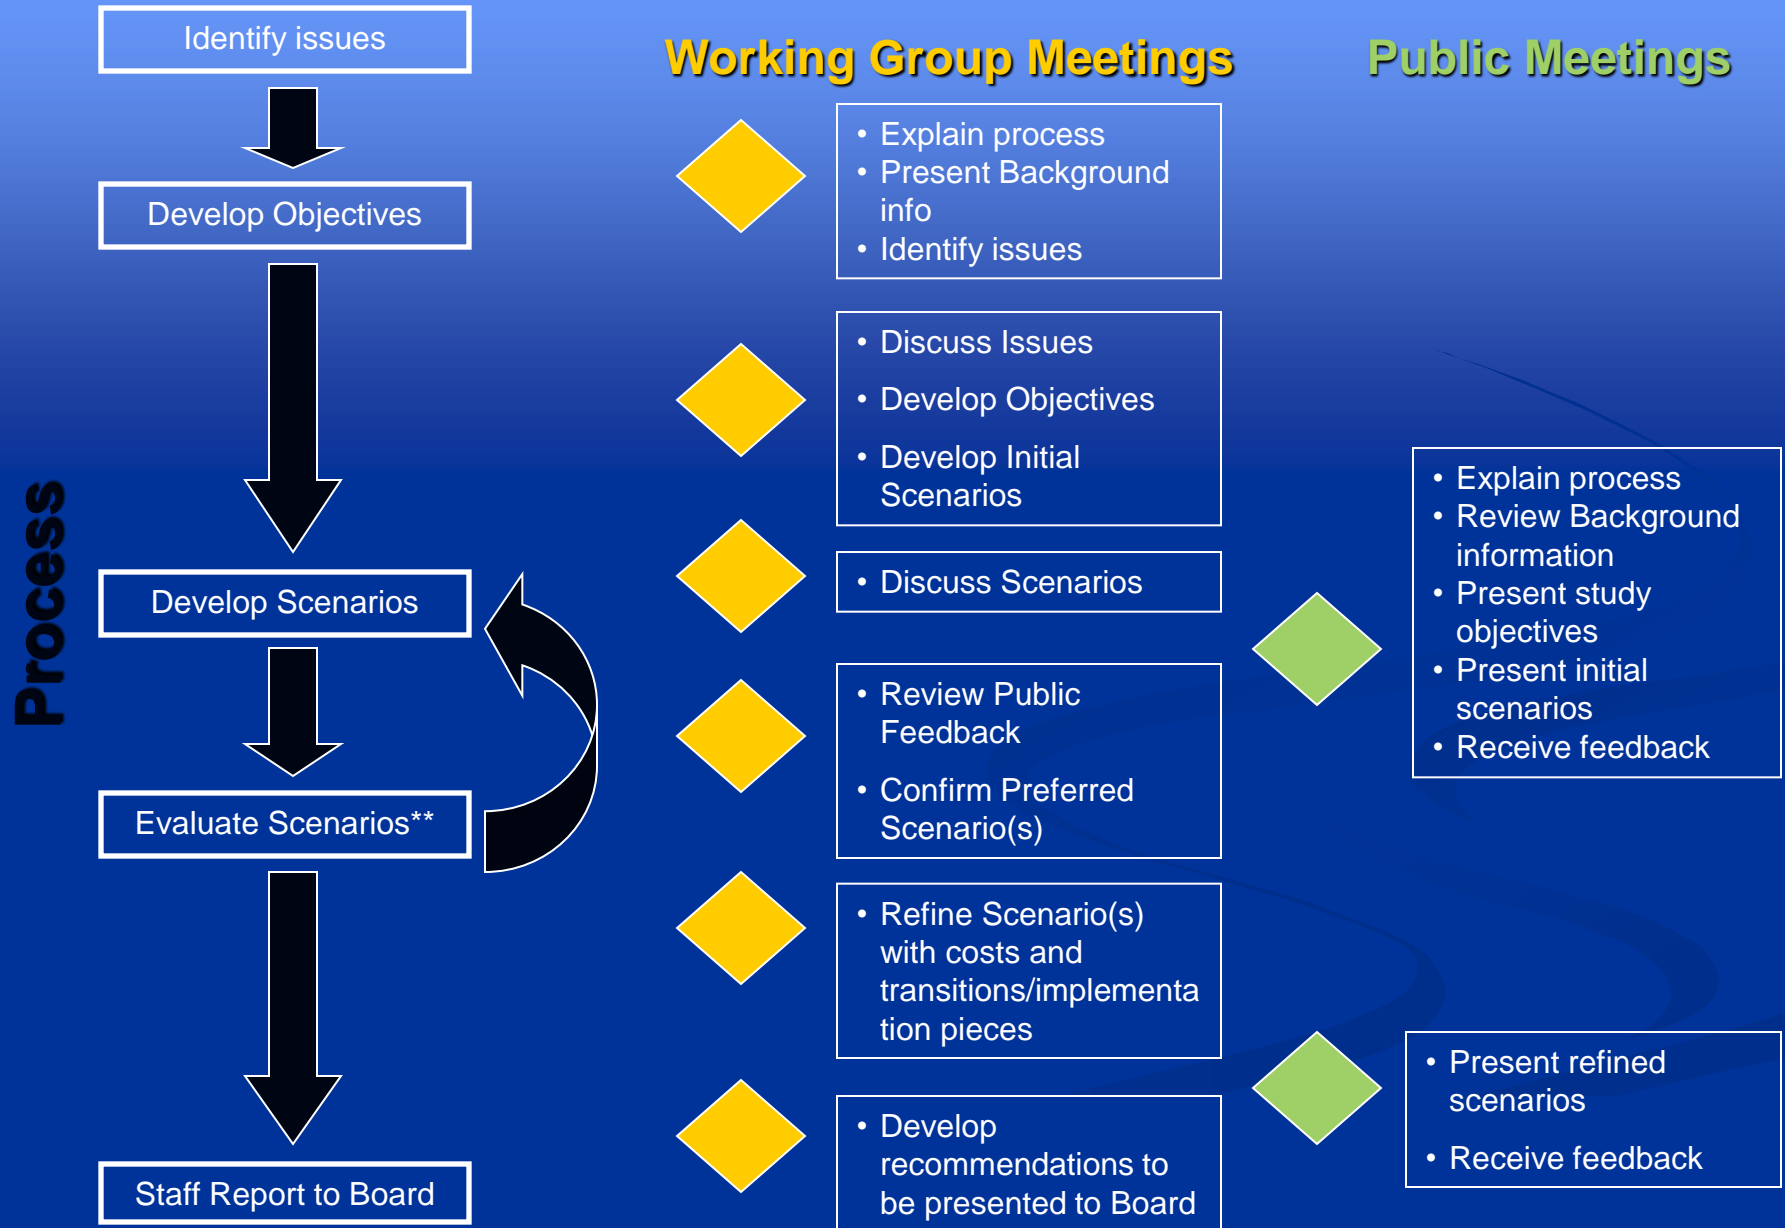 Process
Identify issues
Develop Objectives
Develop Scenarios
Evaluate Scenarios**
Staff Report to Board
Working Group Meetings
• Explain process
• Present Background
info
• Identify issues
• Discuss Issues
• Develop Objectives
• Develop Initial
Scenarios
• Discuss Scenarios
• Review Public
Feedback
• Confirm Preferred
Scenario(s)
• Refine Scenario(s)
with costs and
transitions/implementa
tion pieces
• Develop
recommendations to
be presented to Board
Public Meetings
• Explain process
• Review Background
information
• Present study
objectives
• Present initial
scenarios
• Receive feedback
• Present refined
scenarios
• Receive feedback